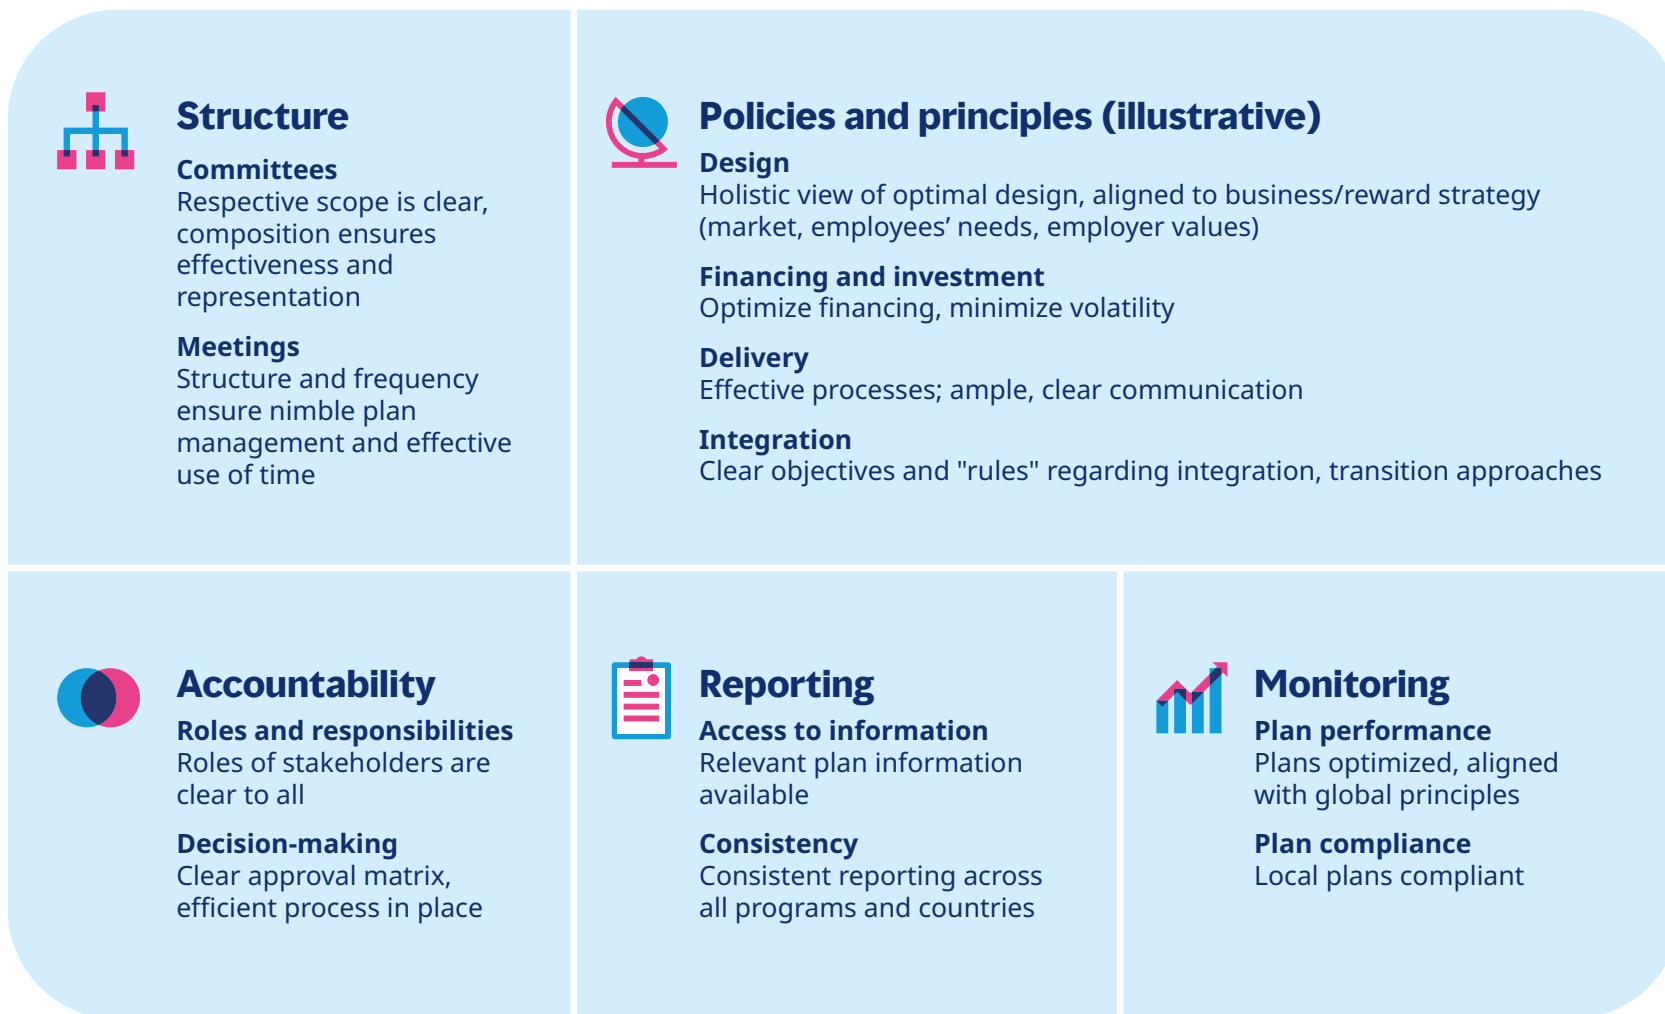 Structure
Committees
Respective scope is clear,
composition ensures
effectiveness and
representation
Meetings
Structure and frequency
ensure nimble plan
management and effective
use of time
Policies and principles (illustrative)
Design
Holistic view of optimal design, aligned to business/reward strategy
(market, employees’ needs, employer values)
Financing and investment
Optimize financing, minimize volatility
Delivery
Effective processes; ample, clear communication
Integration
Clear objectives and "rules" regarding integration, transition approaches
Accountability
Roles and responsibilities
Roles of stakeholders are
clear to all
Decision-making
Clear approval matrix,
efficient process in place
Reporting
Access to information
Relevant plan information
available
Consistency
Consistent reporting across
all programs and countries
Monitoring
Plan performance
Plans optimized, aligned
with global principles
Plan compliance
Local plans compliant